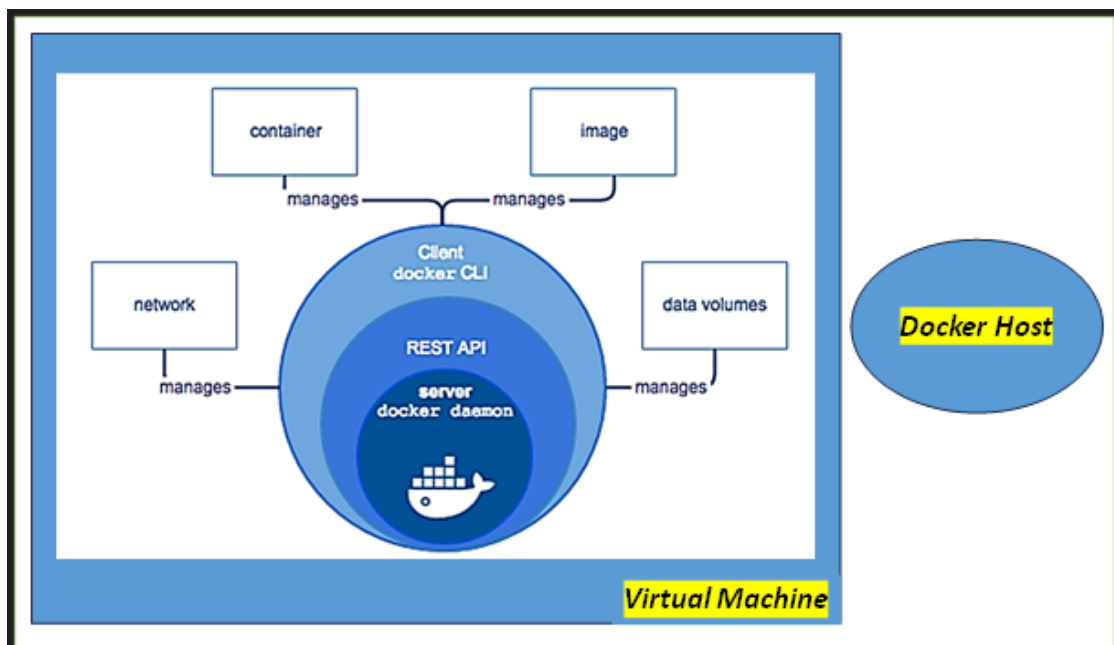 container
image
manages
manages
Client
docker CLI
network
data volumes
REST API
Docker Host
manages
server
manages
docker daemon
Virtual Machine